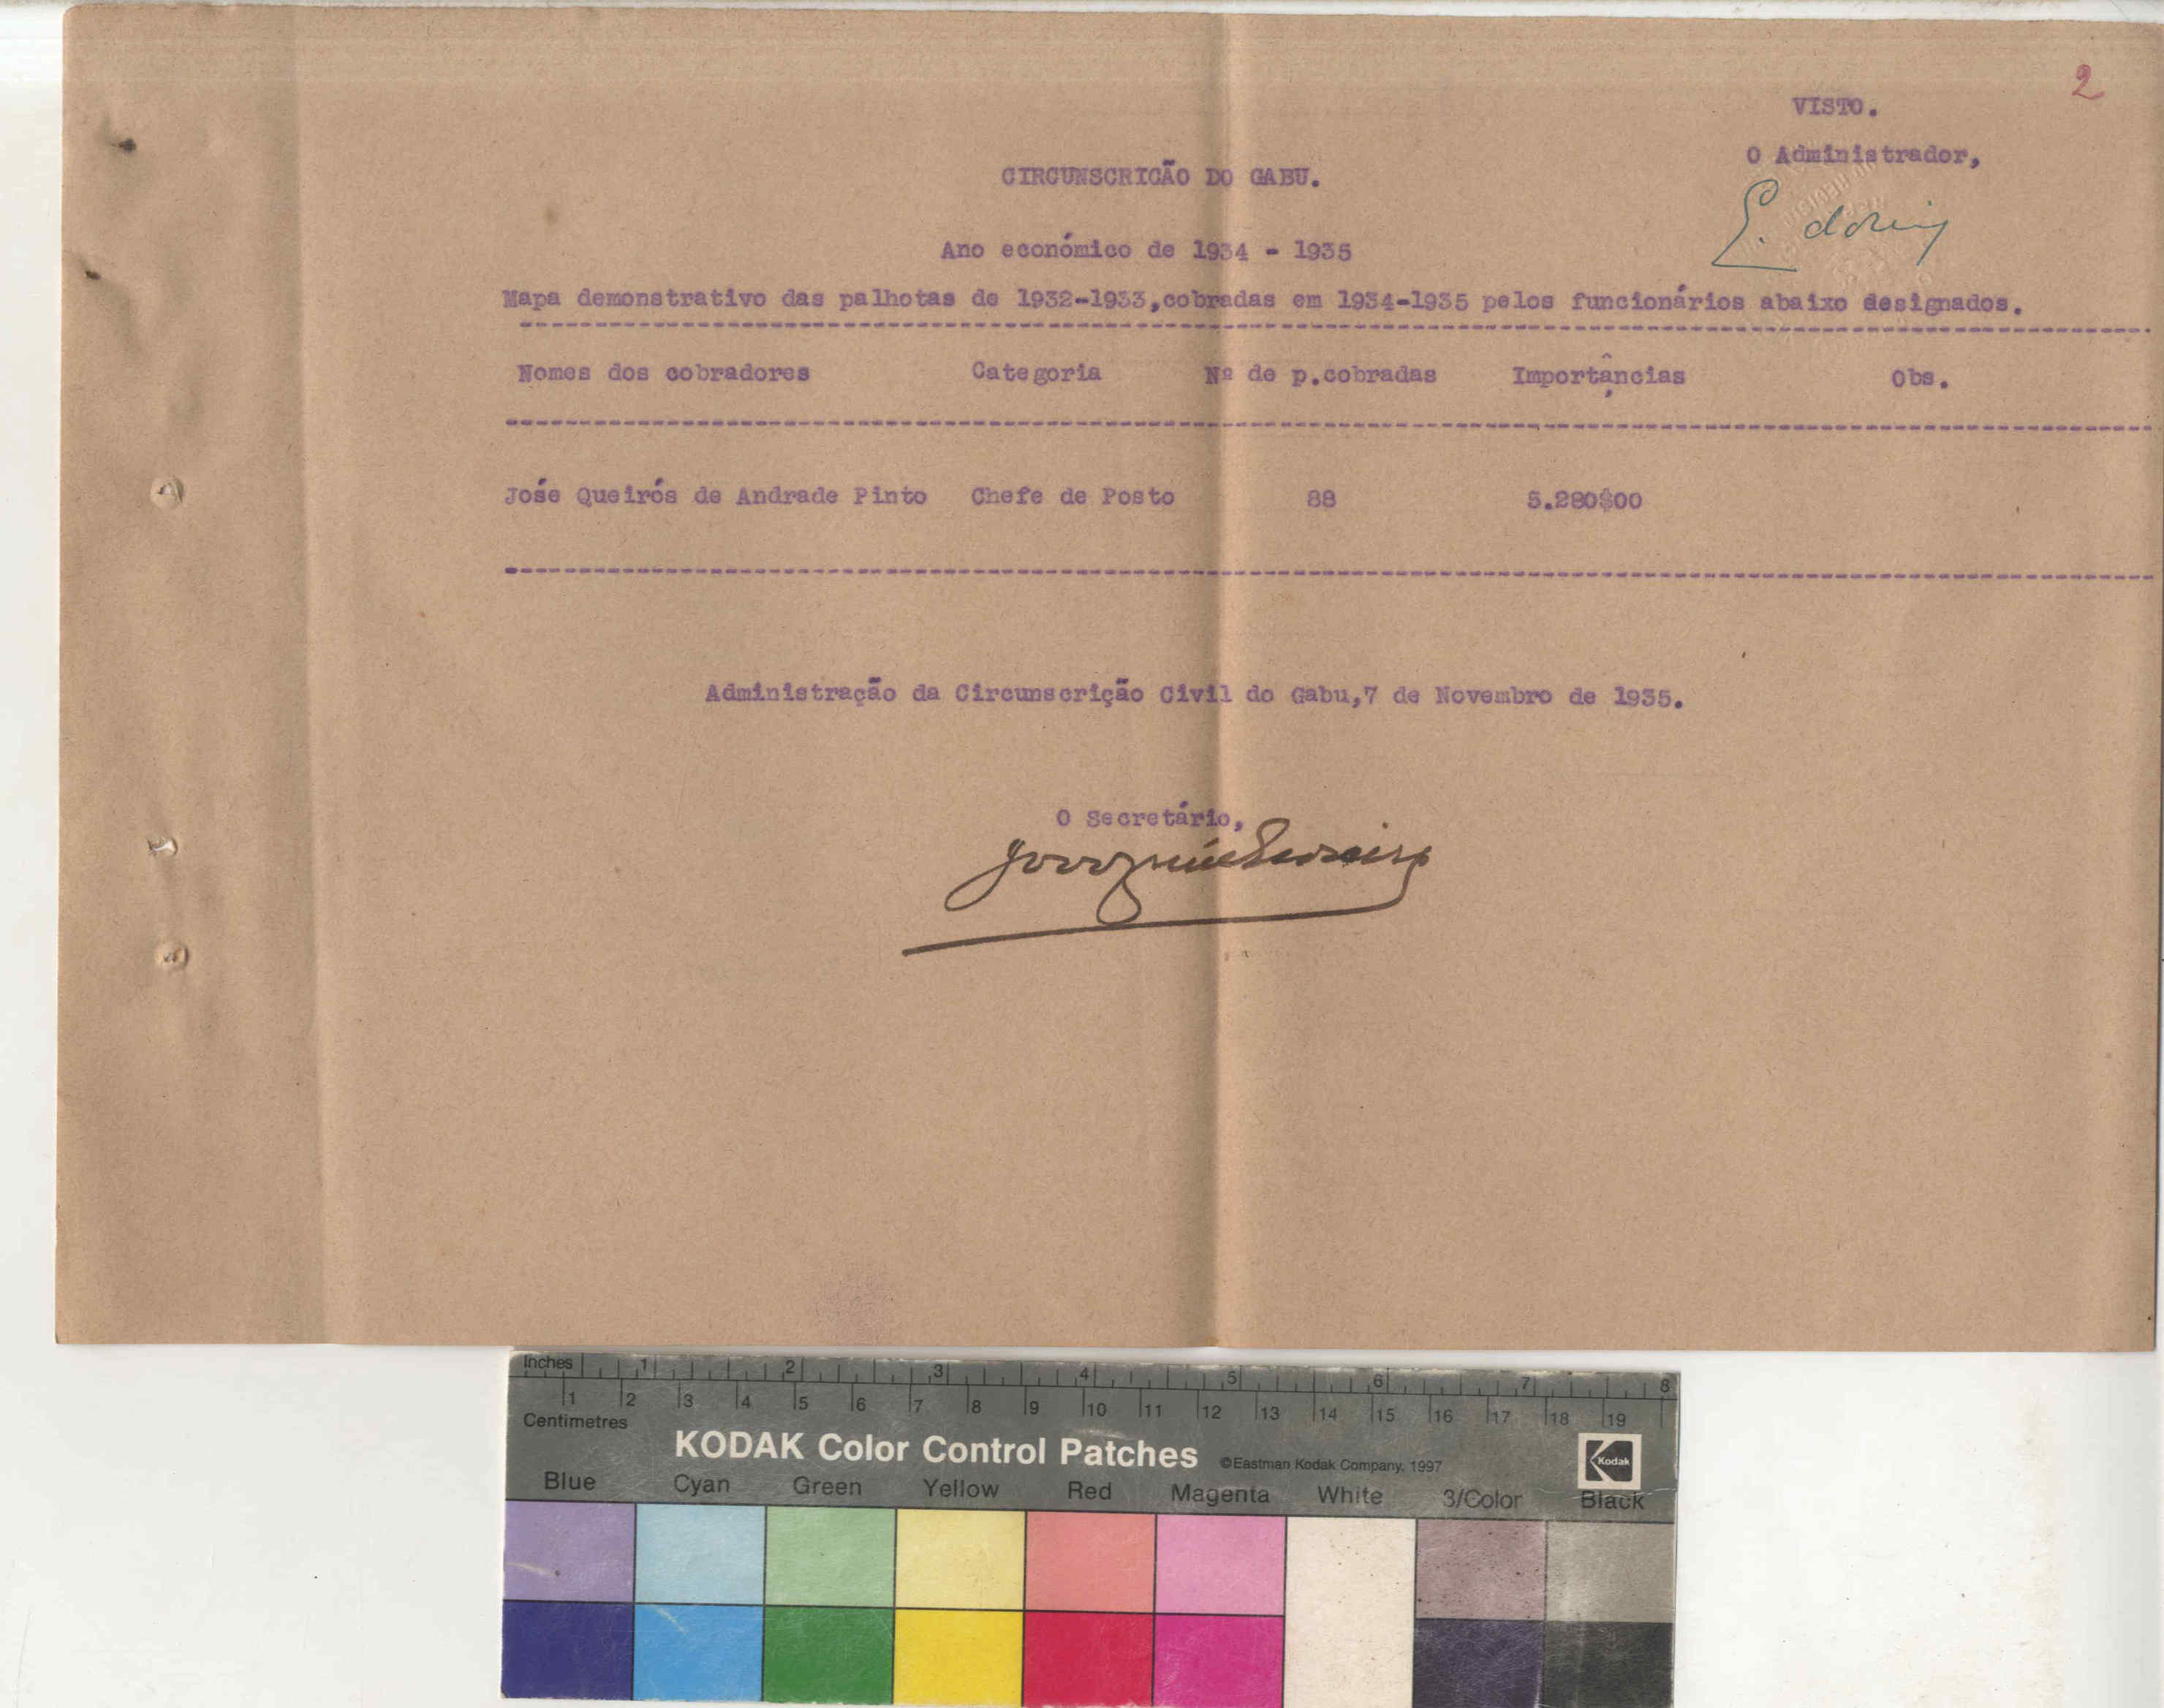 2
VISTO.
O Administrador,
CIRCUNSCRICÃO DO GABU.
Ano económico de 1934 - 1935
Mapa demonstrativo das palhotas de 1932-1933,cobradas em 1934-1935 pelos funcionários abaixo designados.
Nomes dos cobradores Categoria Nº de p.cobradas Importâncias Obs.
José Queirós de Andrade Pinto Chefe de Posto 88 5.280$00
Administração da Circunscrição Civil do Gabu,7 de Novembro de 1935.
O Secretário,
Inches 1 2 3 4 5 6 7 8
1 2 3 4 5 6 7 8 9 10 11 12 13 14 15 16 17 18 19
Centimetres
KODAK Color Control Patches ©Eastman Kodak Company, 1997 Kodak
Blue Cyan Green Yellow Red Magenta White 3/Color Black